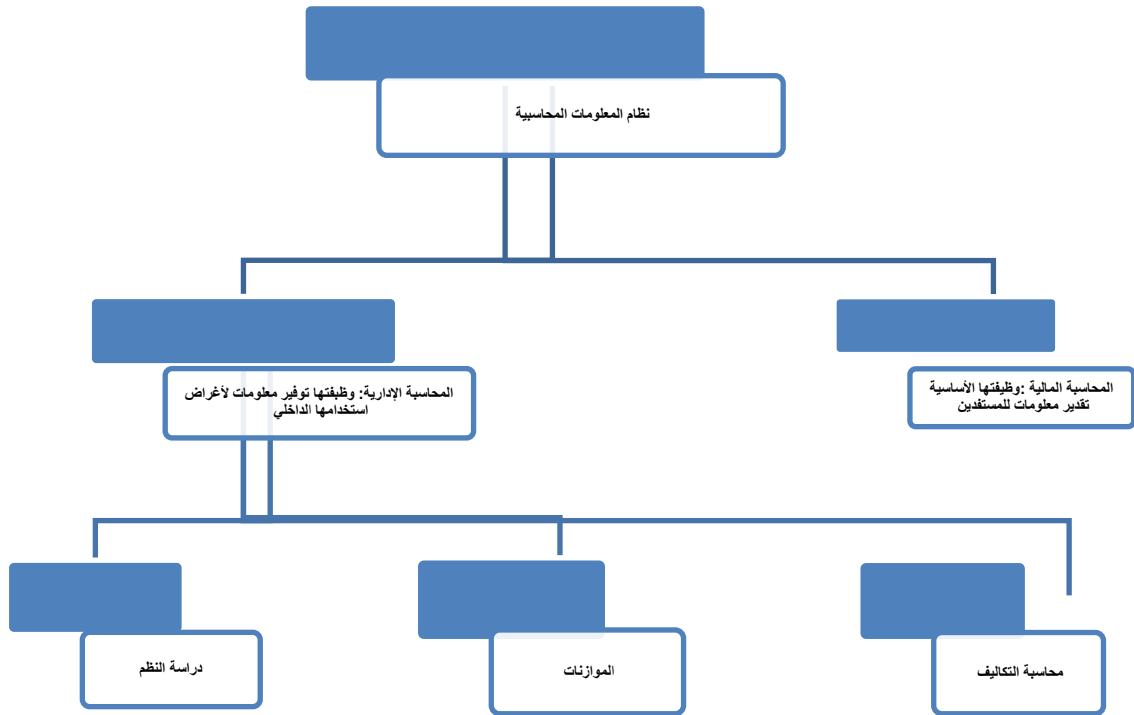 نظام المعلومات المحاسبية
المحاسبة المالية :وظيفتها الأساسية
تقدير معلومات للمستفدين
المحاسبة الإدارية: وظيفتها توفير معلومات لأغراض
استخدامها الداخلي
محاسبة التكاليف
الموازنات
دراسة النظم